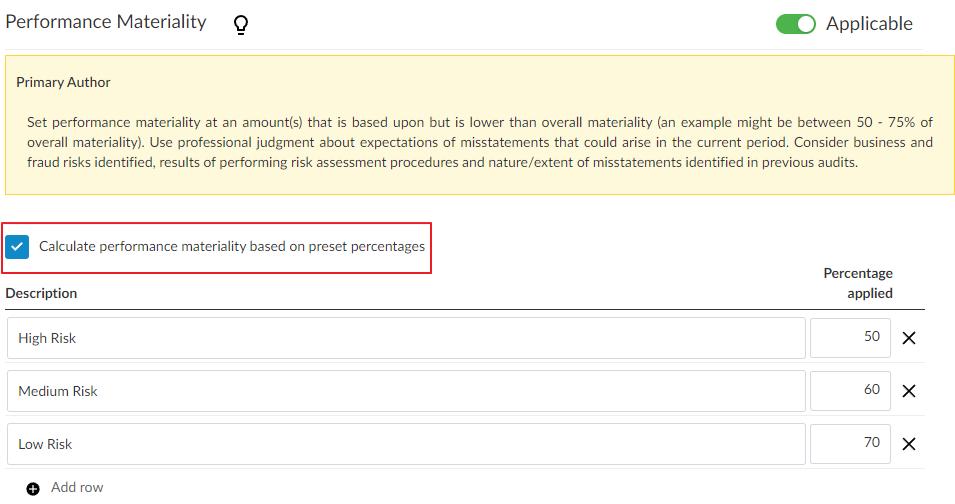 Performance Materiality
Applicable
Primary Author
Set performance materiality at an amount(s) that is based upon but is lower than overall materiality (an example might be between 50 - 75% of
overall materiality). Use professional judgment about expectations of misstatements that could arise in the current period. Consider business and
fraud risks identified, results of performing risk assessment procedures and nature/extent of misstatements identified in previous audits.
Calculate performance materiality based on preset percentages
Percentage
Description applied
High Risk 50
Medium Risk 60
Low Risk 70
Add row